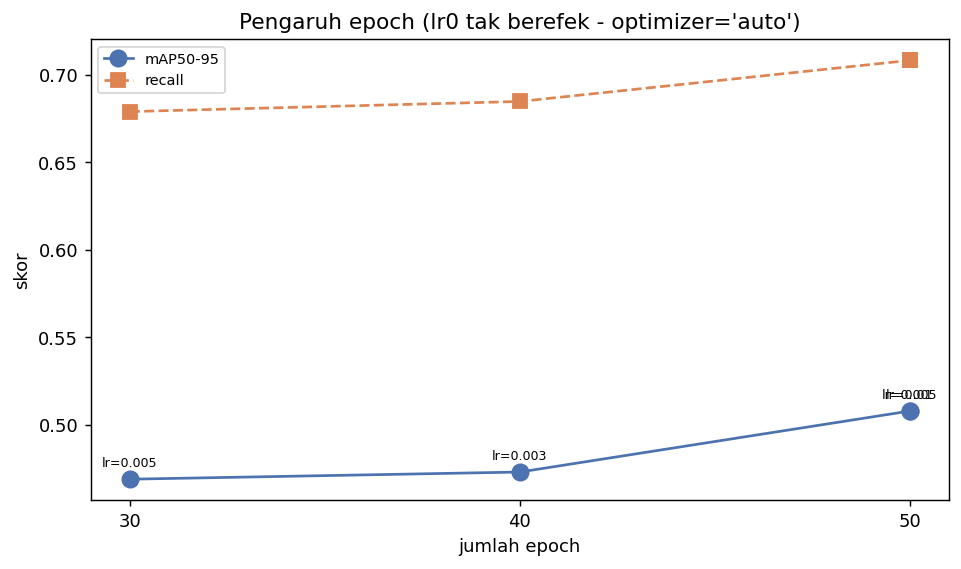 Pengaruh epoch (lr0 tak berefek - optimizer='auto')
mAP50-95
recall
0.70
0.65
0.60
0.55
0.50
skor
lr=0.005
lr=0.003
30
40
50
jumlah epoch